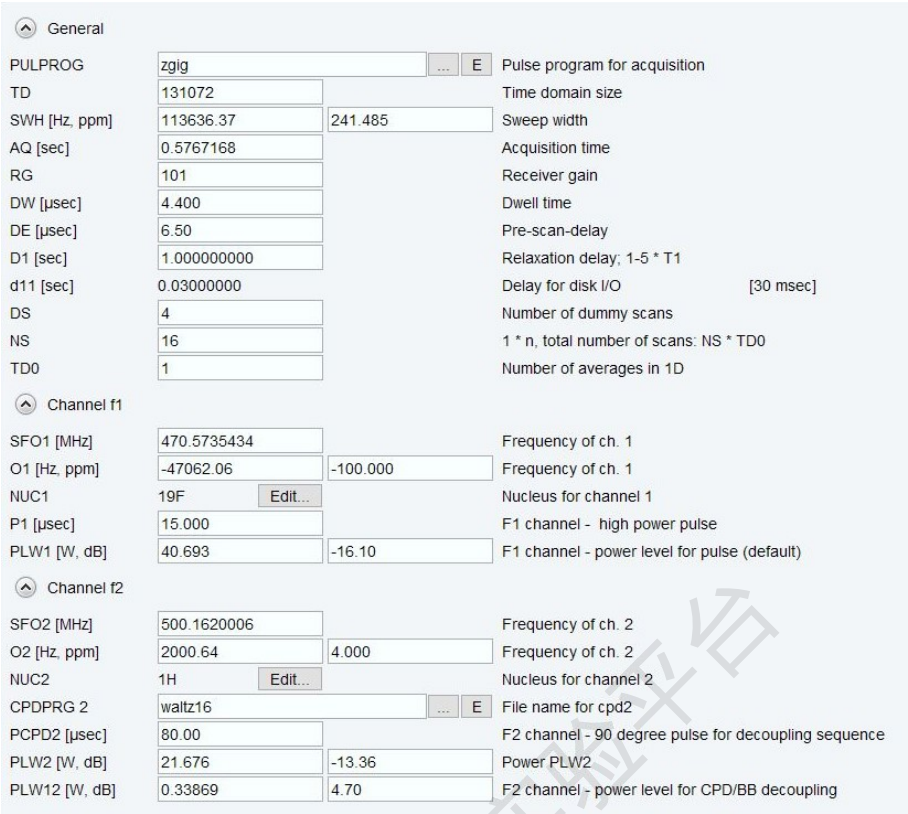 General
PULPROG zgig ... E Pulse program for acquisition
TD 131072 Time domain size
SWH [Hz, ppm] 113636.37 241.485 Sweep width
AQ [sec] 0.5767168 Acquisition time
RG 101 Receiver gain
DW [µsec] 4.400 Dwell time
DE [µsec] 6.50 Pre-scan-delay
D1 [sec] 1.000000000 Relaxation delay; 1-5 * T1
d11 [sec] 0.03000000 Delay for disk I/O [30 msec]
DS 4 Number of dummy scans
NS 16 1 * n, total number of scans: NS * TD0
TD0 1 Number of averages in 1D
Channel f1
SFO1 [MHz] 470.5735434 Frequency of ch. 1
O1 [Hz, ppm] -47062.06 -100.000 Frequency of ch. 1
NUC1 19F Edit... Nucleus for channel 1
P1 [µsec] 15.000 F1 channel - high power pulse
PLW1 [W, dB] 40.693 -16.10 F1 channel - power level for pulse (default)
Channel f2
SFO2 [MHz] 500.1620006 Frequency of ch. 2
O2 [Hz, ppm] 2000.64 4.000 Frequency of ch. 2
NUC2 1H Edit... Nucleus for channel 2
CPDPRG 2 waltz16 ... E File name for cpd2
PCPD2 [µsec] 80.00 F2 channel - 90 degree pulse for decoupling sequence
PLW2 [W, dB] 21.676 -13.36 Power PLW2
PLW12 [W, dB] 0.33869 4.70 F2 channel - power level for CPD/BB decoupling
验平台